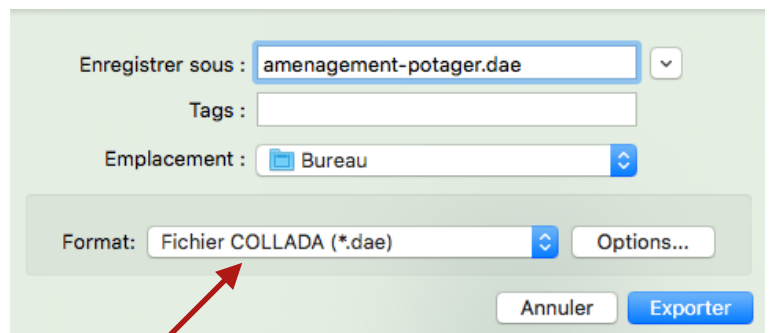 Enregistrer sous : amenagement-potager.dae
Tags :
Emplacement : Bureau
Format: Fichier COLLADA (*.dae) Options...
Annuler Exporter